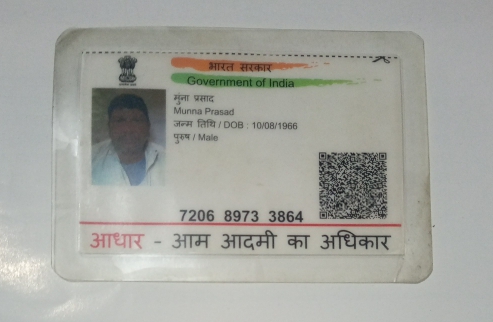 भारत सरकार
Government of India
मुना प्रसाद
Munna Prasad
जन्म तिथि / DOB : 10/08/1966
पुरुष / Male
7206 8973 3864
आधार - आम आदमी का अधिकार